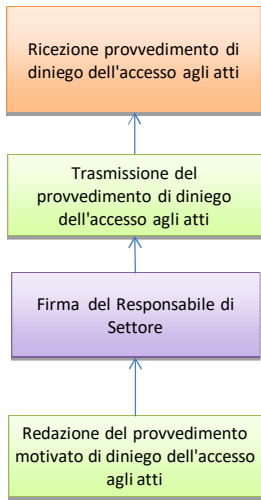 Ricezione provvedimento di
diniego dell'accesso agli atti
Trasmissione del
provvedimento di diniego
dell'accesso agli atti
Firma del Responsabile di
Settore
Redazione del provvedimento
motivato di diniego dell'accesso
agli atti